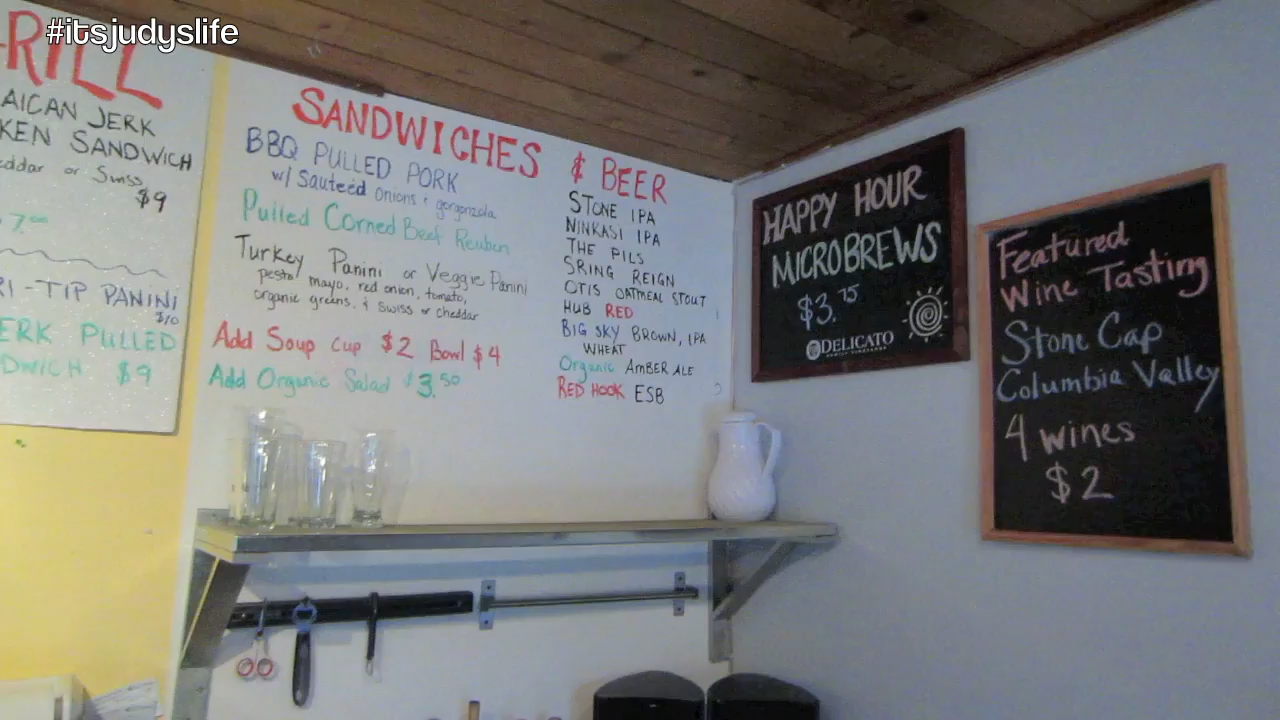 #itsjudyslife
RILL
AICAN JERK
KEN SANDWICH
eddar or Swiss
$9
7.00
RI-TIP PANINI
$10
ERK PULLED
DWICH $9
SANDWICHES
BBQ PULLED PORK
w/ Sauteéd onions & gorgonzola
Pulled Corned Beef Reuben
Turkey Panini or Veggie Panini
pesto mayo, red onion, tomato,
organic greens, & Swiss or cheddar
Add Soup Cup $2 Bowl $4
Add Organic Salad $3.50
& BEER
STONE IPA
NINKASI IPA
THE PILS
SRING REIGN
OTIS OATMEAL STOUT
HUB RED
BIG SKY BROWN, IPA
WHEAT
Organic AMBER ALE
RED HOOK ESB
HAPPY HOUR
MICROBREWS
$3.75
DELICATO
FAMILY VINEYARDS
Featured
Wine Tasting
Stone Cap
Columbia Valley
4 wines
$2